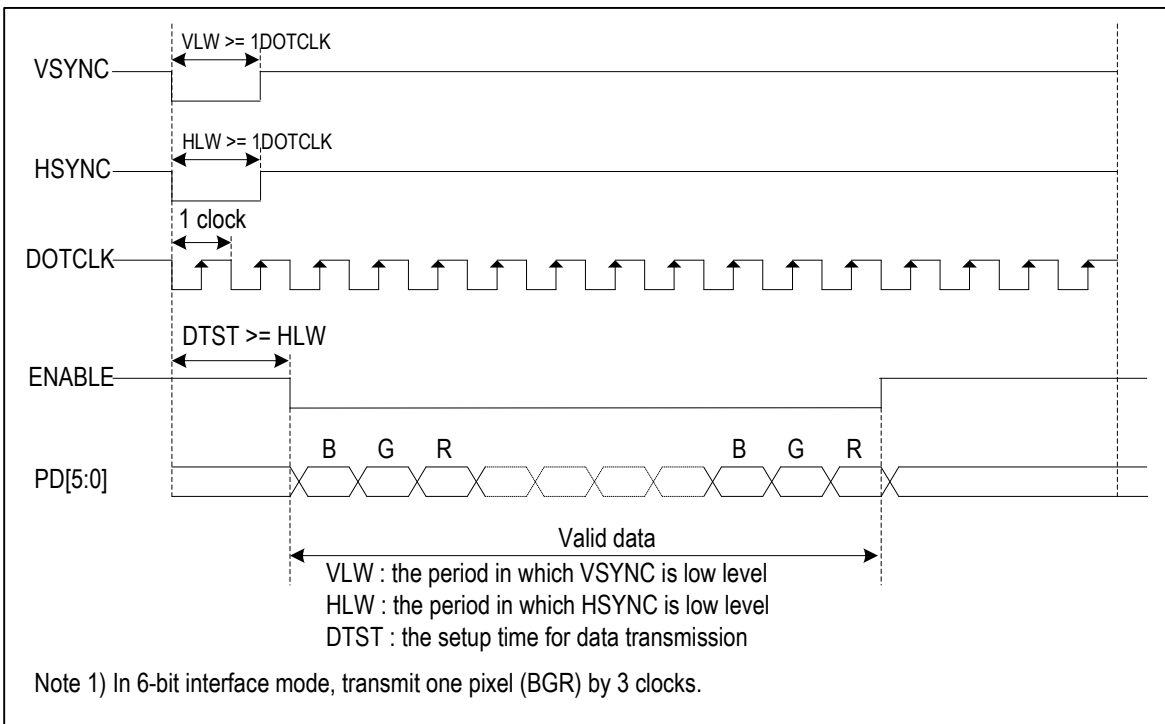 VLW >= 1DOTCLK
VSYNC
HLW >= 1DOTCLK
HSYNC
1 clock
DOTCLK
DTST >= HLW
ENABLE
B G R B G R
PD[5:0]
Valid data
VLW : the period in which VSYNC is low level
HLW : the period in which HSYNC is low level
DTST : the setup time for data transmission
Note 1) In 6-bit interface mode, transmit one pixel (BGR) by 3 clocks.